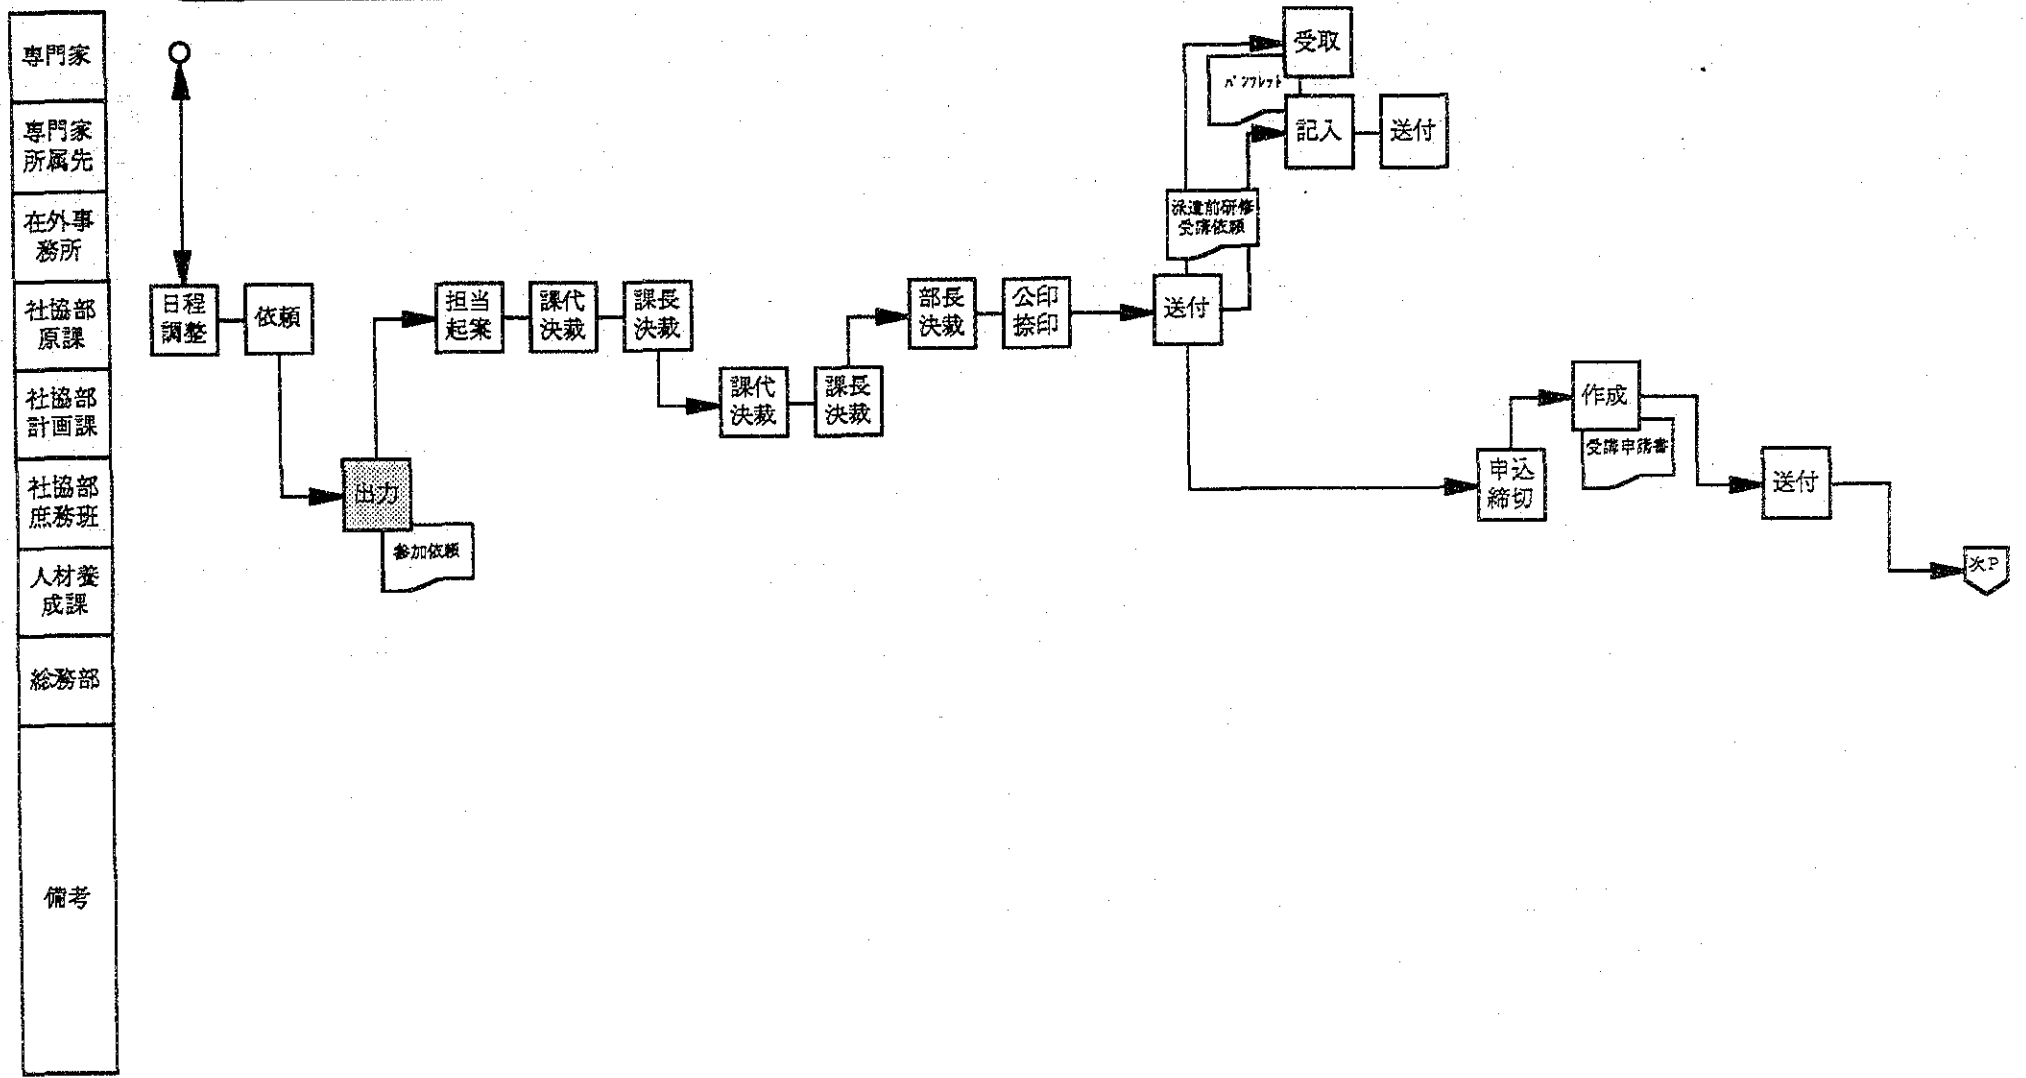 専門家
専門家
所属先
在外事
務所
社協部
原課
社協部
計画課
社協部
庶務班
人材養
成課
総務部
備考
日程
調整
依頼
出力
参加依頼
担当
起案
課代
決裁
課長
決裁
課代
決裁
課長
決裁
部長
決裁
公印
捺印
送付
派遣前研修
受講依頼
パンフレット
受取
記入
送付
申込
締切
作成
受講申請書
送付
次P